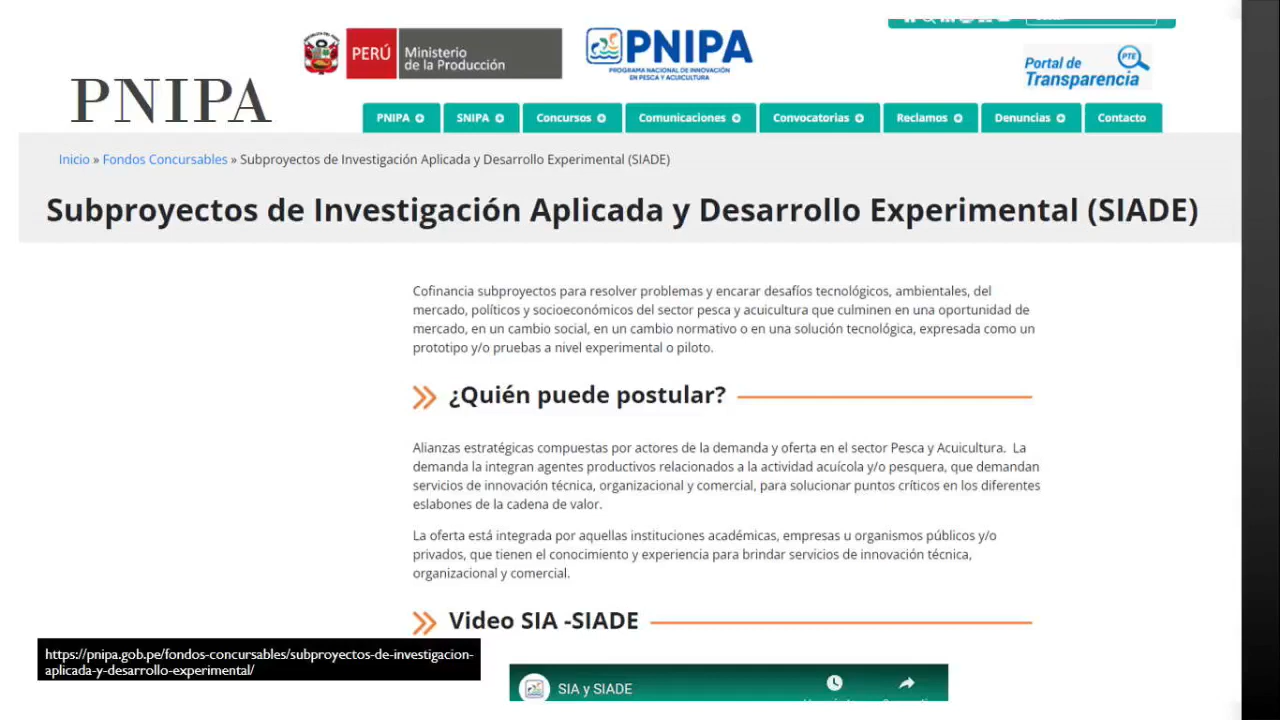 PERÚ
Ministerio
de la Producción
PNIPA
PROGRAMA NACIONAL DE INNOVACIÓN
EN PESCA Y ACUICULTURA
PTE
Portal de
Transparencia
PNIPA
PNIPA
SNIPA
Concursos
Comunicaciones
Convocatorias
Reclamos
Denuncias
Contacto
Inicio » Fondos Concursables » Subproyectos de Investigación Aplicada y Desarrollo Experimental (SIADE)
Subproyectos de Investigación Aplicada y Desarrollo Experimental (SIADE)
Cofinancia subproyectos para resolver problemas y encarar desafíos tecnológicos, ambientales, del
mercado, políticos y socioeconómicos del sector pesca y acuicultura que culminen en una oportunidad de
mercado, en un cambio social, en un cambio normativo o en una solución tecnológica, expresada como un
prototipo y/o pruebas a nivel experimental o piloto.
¿Quién puede postular?
Alianzas estratégicas compuestas por actores de la demanda y oferta en el sector Pesca y Acuicultura. La
demanda la integran agentes productivos relacionados a la actividad acuícola y/o pesquera, que demandan
servicios de innovación técnica, organizacional y comercial, para solucionar puntos críticos en los diferentes
eslabones de la cadena de valor.
La oferta está integrada por aquellas instituciones académicas, empresas u organismos públicos y/o
privados, que tienen el conocimiento y experiencia para brindar servicios de innovación técnica,
organizacional y comercial.
Video SIA -SIADE
https://pnipa.gob.pe/fondos-concursables/subproyectos-de-investigacion-
aplicada-y-desarrollo-experimental/
SIA y SIADE